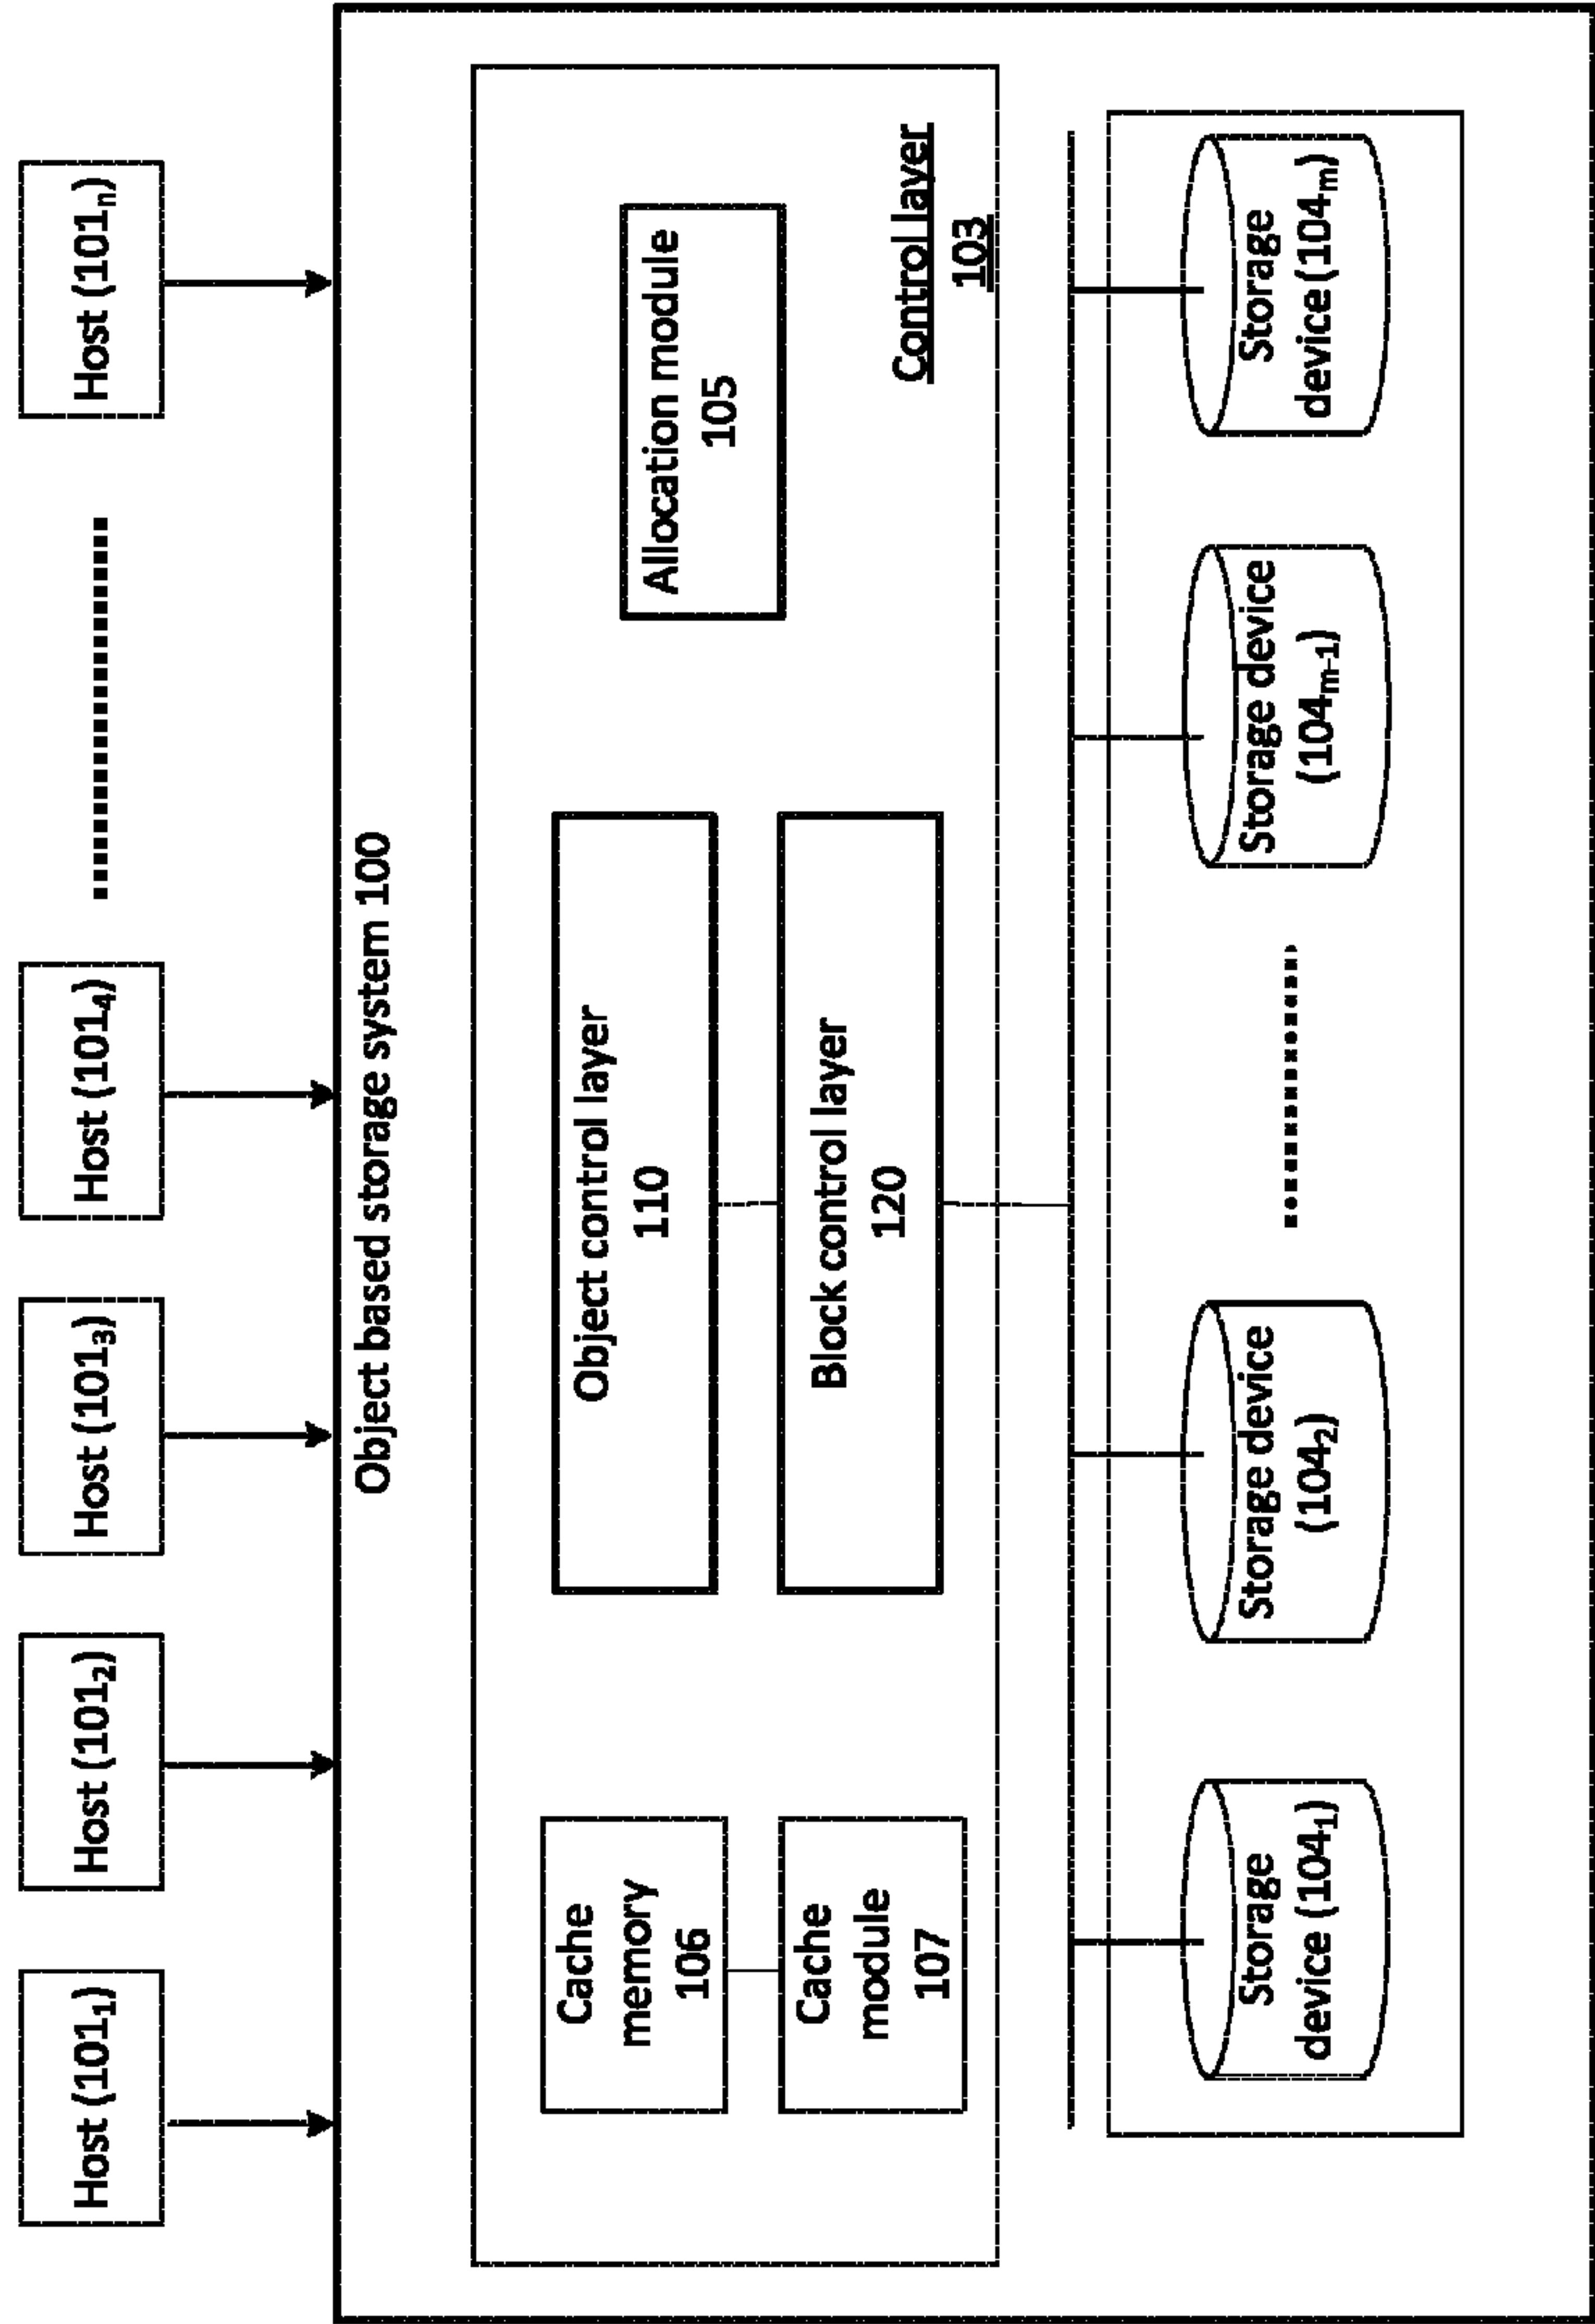 Host (101₁)
Host (101₂)
Host (101₃)
Host (101₄)
Host (101ₙ)
Object based storage system 100
Cache
memory
106
Cache
module
107
Object control layer
110
Block control layer
120
Allocation module
105
Control layer
103
Storage
device (104₁)
Storage device
(104₂)
Storage device
(104ₘ₋₁)
Storage
device (104ₘ)